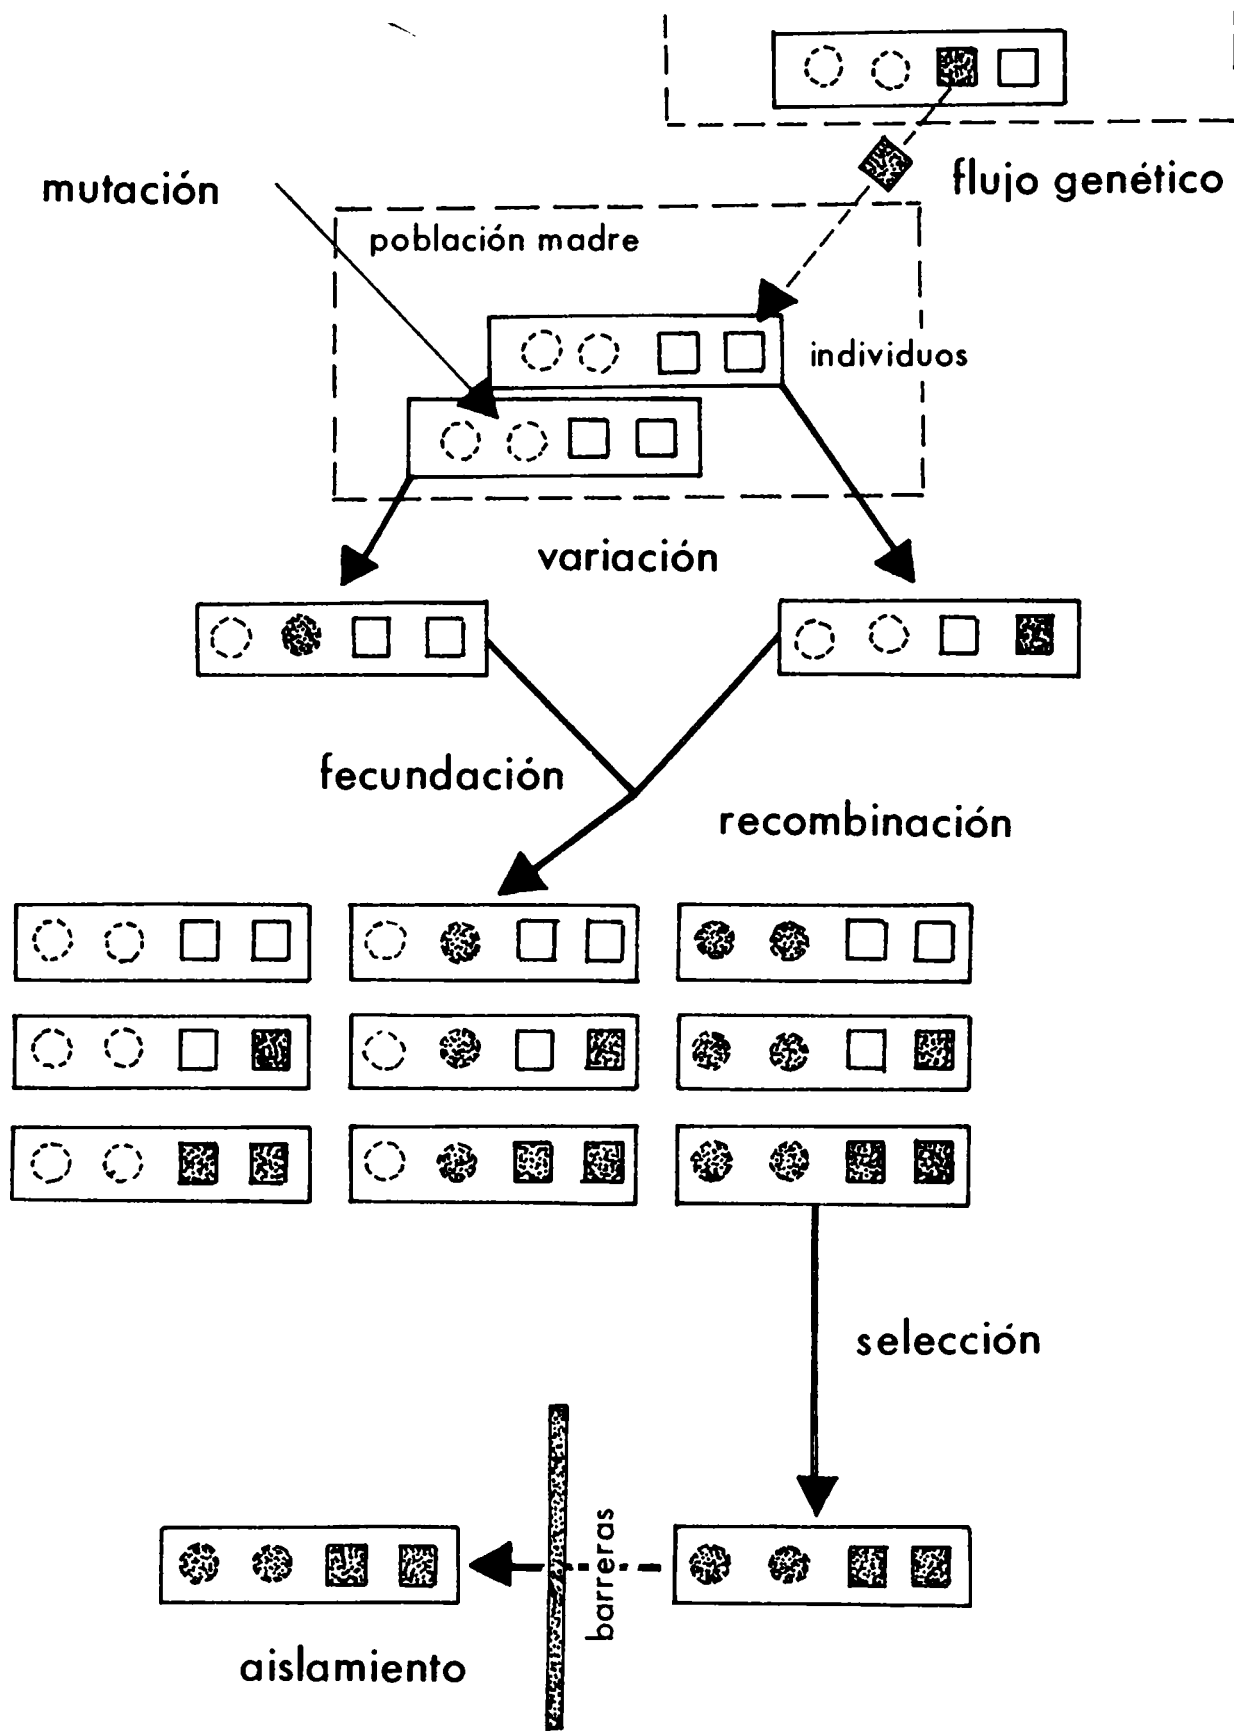 flujo genético
mutación
población madre
individuos
variación
fecundación
recombinación
selección
barreras
aislamiento